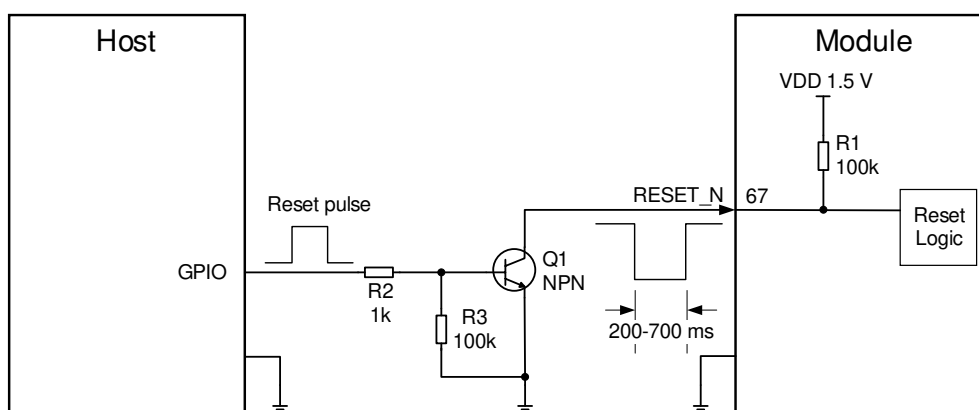 Host
Module
VDD 1.5 V
R1
100k
RESET_N
67
Reset
Logic
Reset pulse
GPIO
Q1
NPN
R2
1k
R3
100k
200-700 ms